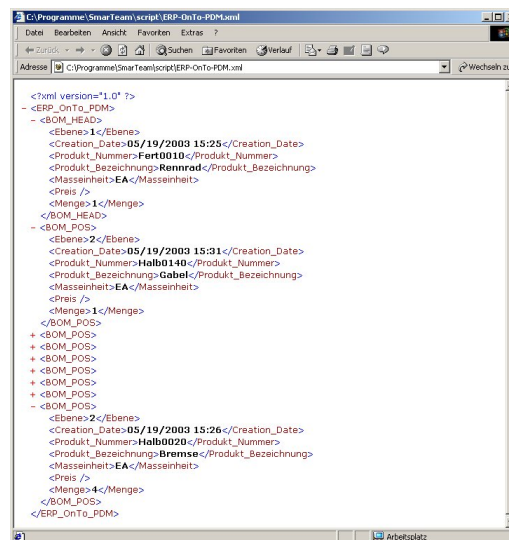 C:\Programme\SmarTeam\script\ERP-OnTo-PDM.xml
Datei Bearbeiten Ansicht Favoriten Extras ?
Zurück Suchen Favoriten Verlauf
Adresse C:\Programme\SmarTeam\script\ERP-OnTo-PDM.xml Wechseln zu
<?xml version="1.0" ?>
- <ERP_OnTo_PDM>
- <BOM_HEAD>
<Ebene>1</Ebene>
<Creation_Date>05/19/2003 15:25</Creation_Date>
<Produkt_Nummer>Fert0010</Produkt_Nummer>
<Produkt_Bezeichnung>Rennrad</Produkt_Bezeichnung>
<Masseinheit>EA</Masseinheit>
<Preis />
<Menge>1</Menge>
</BOM_HEAD>
- <BOM_POS>
<Ebene>2</Ebene>
<Creation_Date>05/19/2003 15:31</Creation_Date>
<Produkt_Nummer>Halb0140</Produkt_Nummer>
<Produkt_Bezeichnung>Gabel</Produkt_Bezeichnung>
<Masseinheit>EA</Masseinheit>
<Preis />
<Menge>1</Menge>
</BOM_POS>
+ <BOM_POS>
+ <BOM_POS>
+ <BOM_POS>
+ <BOM_POS>
+ <BOM_POS>
+ <BOM_POS>
- <BOM_POS>
<Ebene>2</Ebene>
<Creation_Date>05/19/2003 15:26</Creation_Date>
<Produkt_Nummer>Halb0020</Produkt_Nummer>
<Produkt_Bezeichnung>Bremse</Produkt_Bezeichnung>
<Masseinheit>EA</Masseinheit>
<Preis />
<Menge>4</Menge>
</BOM_POS>
</ERP_OnTo_PDM>
Arbeitsplatz